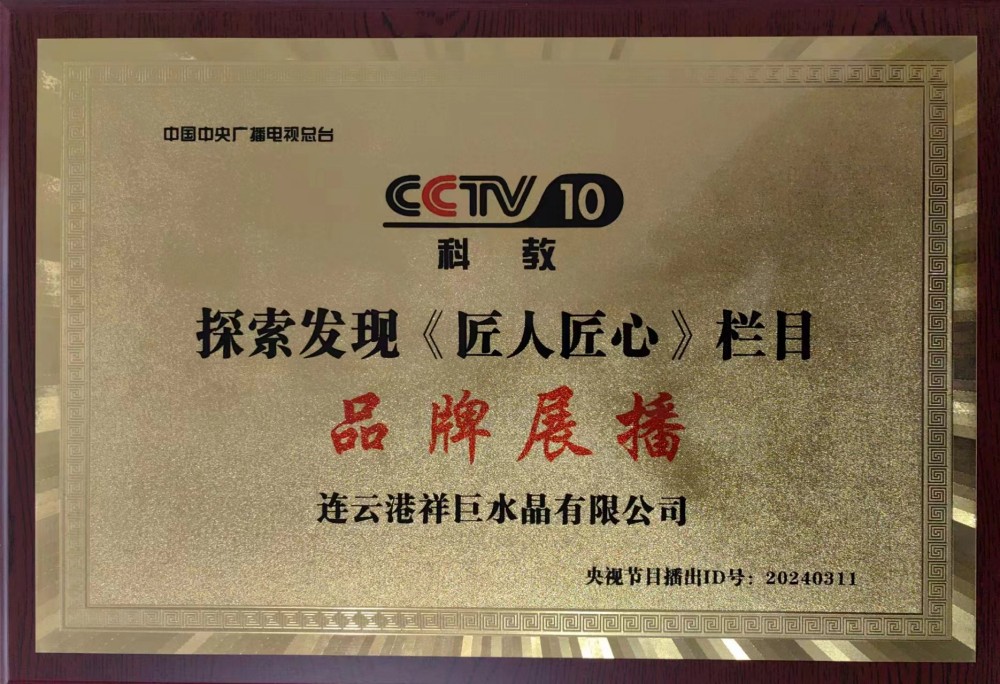 中国中央广播电视总台
CCTV 10
科 教
探索发现《匠人匠心》栏目
品牌展播
连云港祥巨水晶有限公司
央视节目播出ID号：20240311